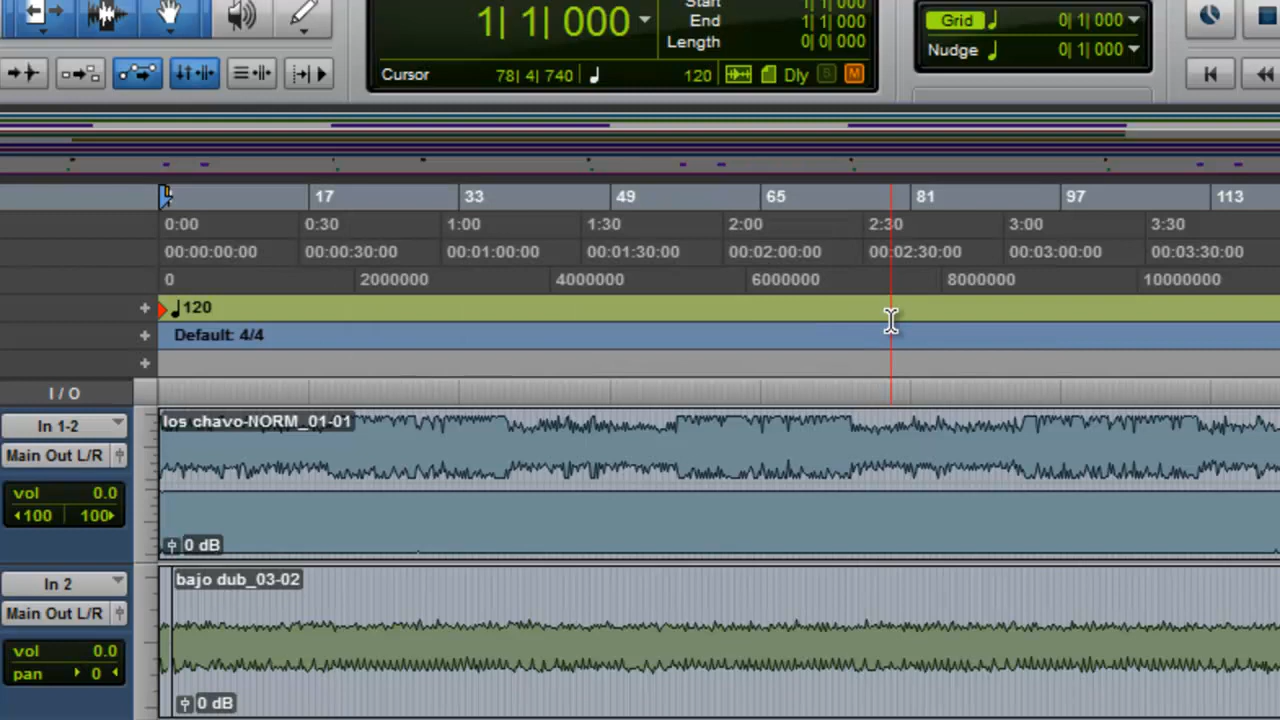 Start 1| 1| 000
1| 1| 000 End 1| 1| 000
Length 0| 0| 000
Cursor 78| 4| 740 120 Dly S M
Grid 0| 1| 000
Nudge 0| 1| 000
17 33 49 65 81 97 113
0:00 0:30 1:00 1:30 2:00 2:30 3:00 3:30
00:00:00:00 00:00:30:00 00:01:00:00 00:01:30:00 00:02:00:00 00:02:30:00 00:03:00:00 00:03:30:00
0 2000000 4000000 6000000 8000000 10000000
+ 120
+ Default: 4/4
+
I / O
In 1-2
Main Out L/R
vol 0.0
100 100
los chavo-NORM_01-01
0 dB
In 2
Main Out L/R
vol 0.0
pan 0
bajo dub_03-02
0 dB